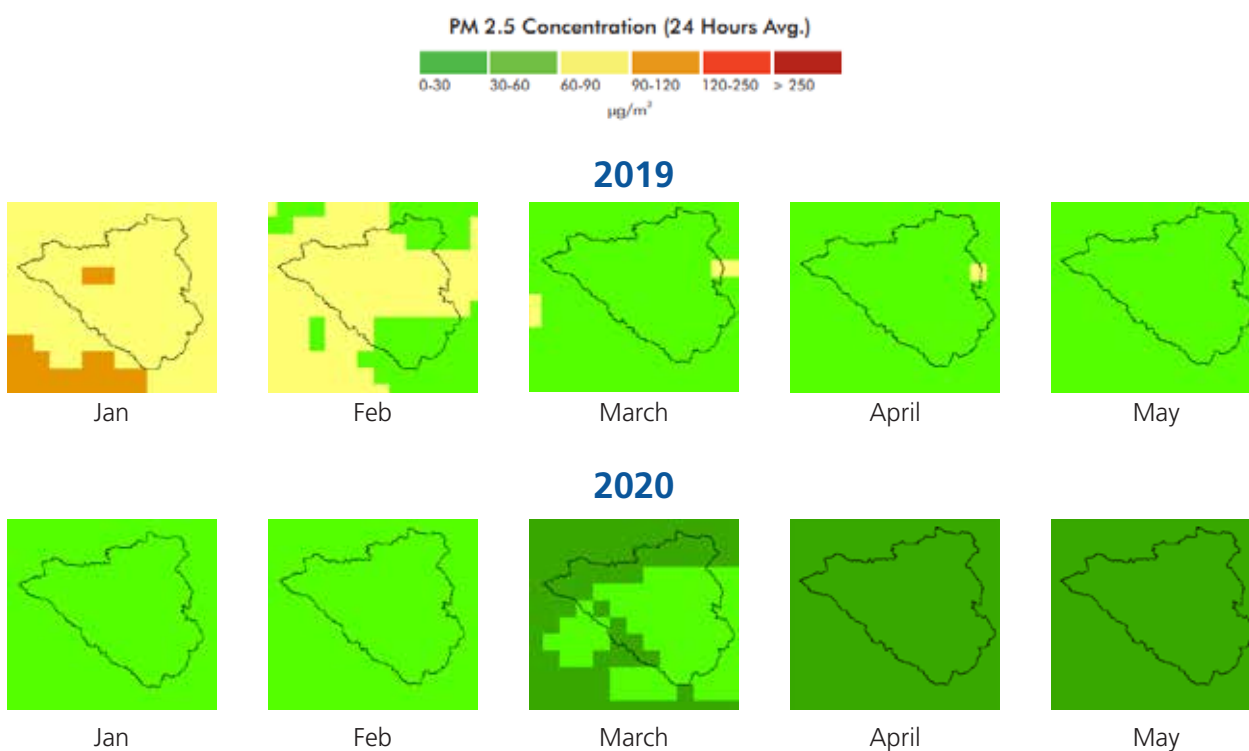 PM 2.5 Concentration (24 Hours Avg.)
0-30 30-60 60-90 90-120 120-250 > 250
µg/m²
2019
Jan Feb March April May
2020
Jan Feb March April May